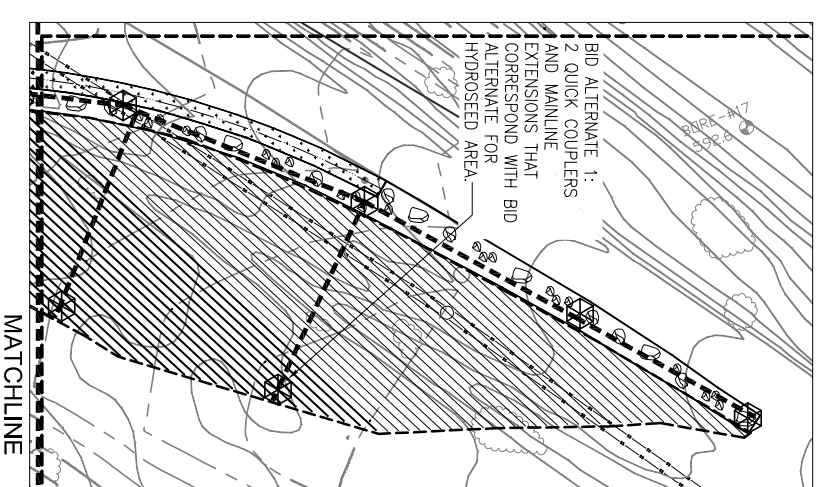 BID ALTERNATE 1:
2 QUICK COUPLERS
AND MAINLINE
EXTENSIONS THAT
CORRESPOND WITH BID
ALTERNATE FOR
HYDROSEED AREA.
BORE-#17
592.6
MATCHLINE